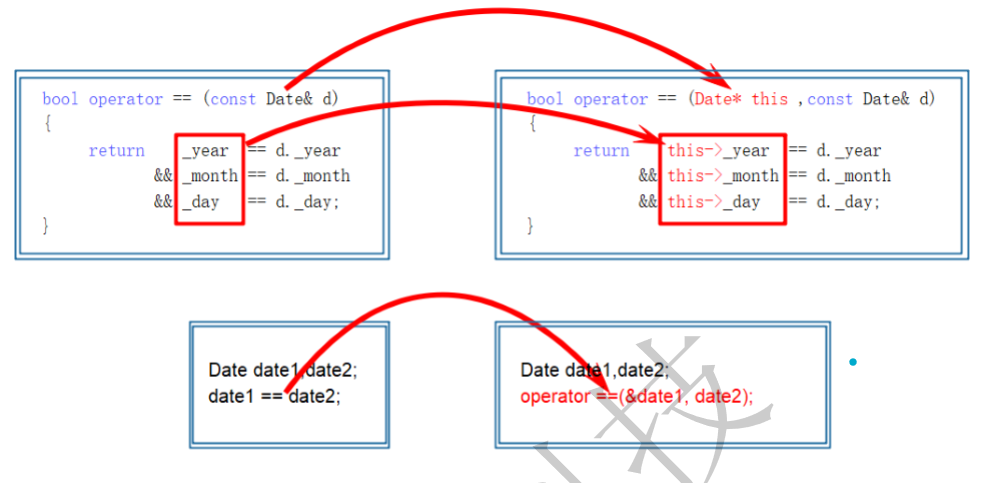 bool operator == (const Date& d)
{
return _year == d._year
&& _month == d._month
&& _day == d._day;
}
bool operator == (Date* this ,const Date& d)
{
return this->_year == d._year
&& this->_month == d._month
&& this->_day == d._day;
}
Date date1,date2;
date1 == date2;
Date date1,date2;
operator ==(&date1, date2);
技